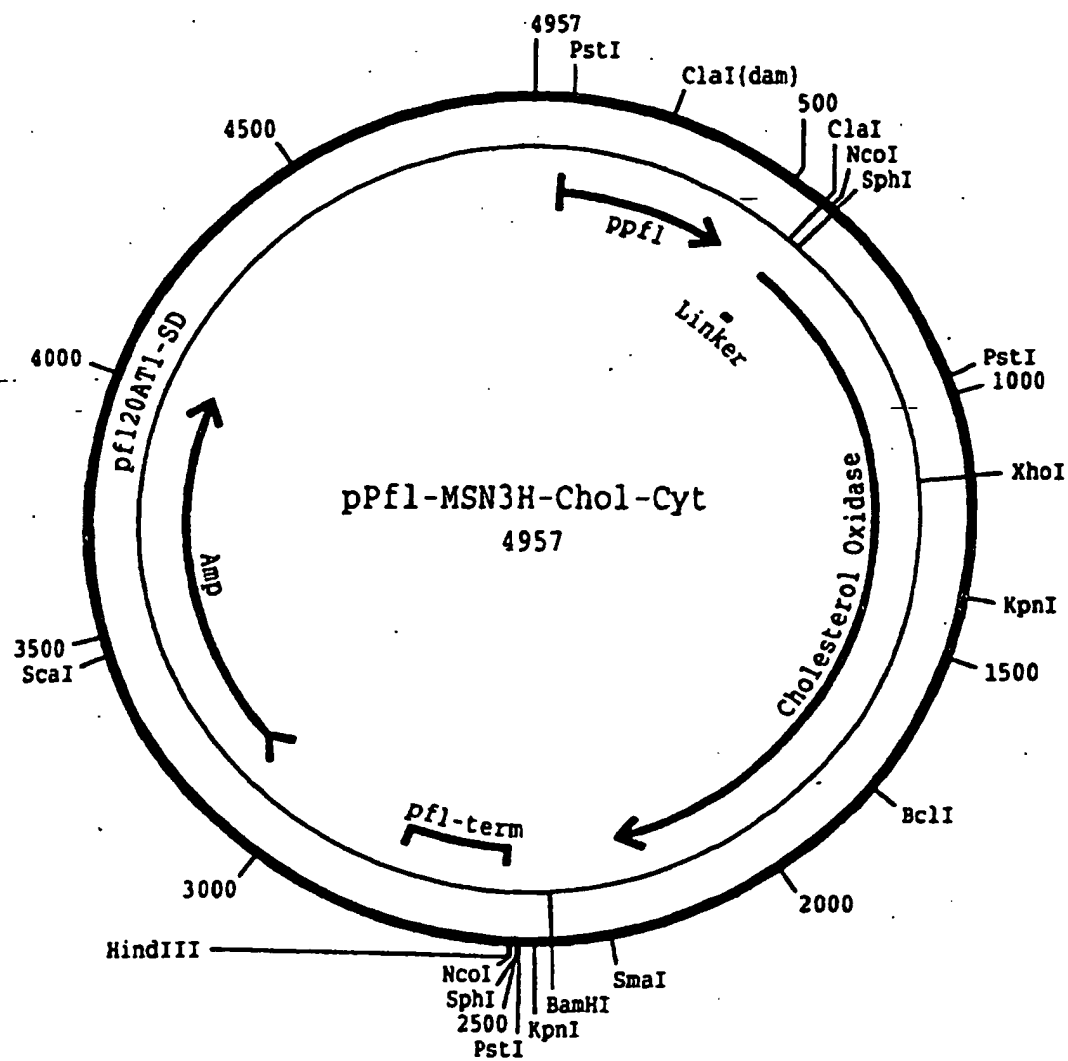 4957
PstI
ClaI(dam)
500
ClaI
NcoI
SphI
4500
ppfl
Linker
PstI
1000
4000
pfl20AT1-SD
XhoI
pPfl-MSN3H-Chol-Cyt
4957
Cholesterol Oxidase
Amp
KpnI
3500
ScaI
1500
BclI
pfl-term
3000
2000
HindIII
NcoI
SphI
2500
PstI
KpnI
BamHI
SmaI